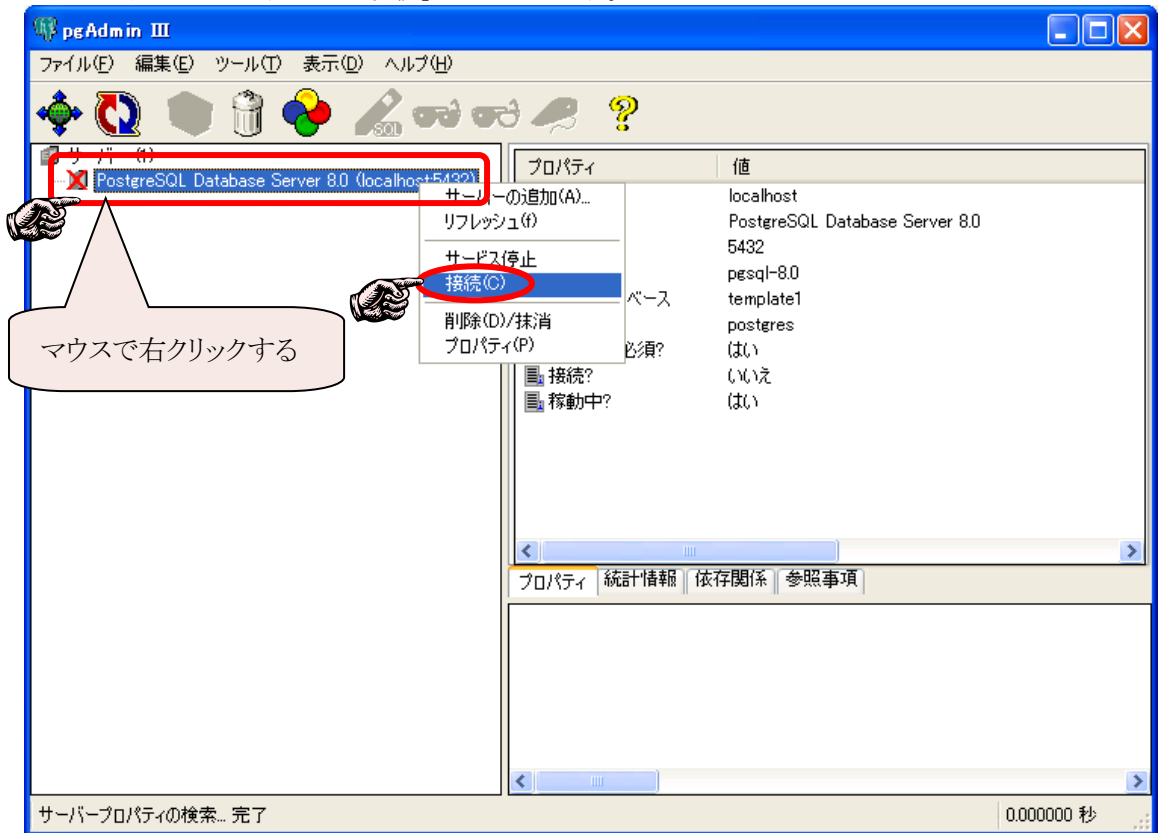 pgAdmin III
ファイル(F) 編集(E) ツール(T) 表示(D) ヘルプ(H)
SQL
サーバー (1)
PostgreSQL Database Server 8.0 (localhost:5432)
マウスで右クリックする
サーバーの追加(A)...
リフレッシュ(f)
サービス停止
接続(C)
削除(D)/抹消
プロパティ(P)
プロパティ 値
localhost
PostgreSQL Database Server 8.0
5432
pgsql-8.0
ベース template1
postgres
必須? はい
接続? いいえ
稼動中? はい
プロパティ 統計情報 依存関係 参照事項
サーバープロパティの検索... 完了 0.000000 秒